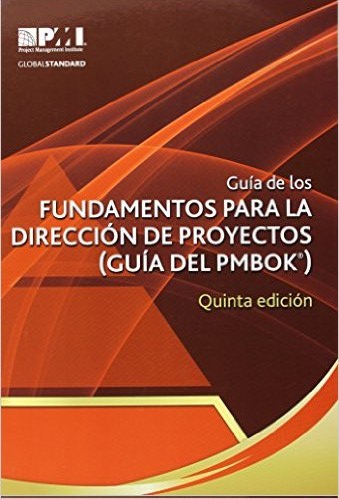 PMI
Project Management Institute
GLOBALSTANDARD
Guía de los
FUNDAMENTOS PARA LA
DIRECCIÓN DE PROYECTOS
(GUÍA DEL PMBOK®)
Quinta edición